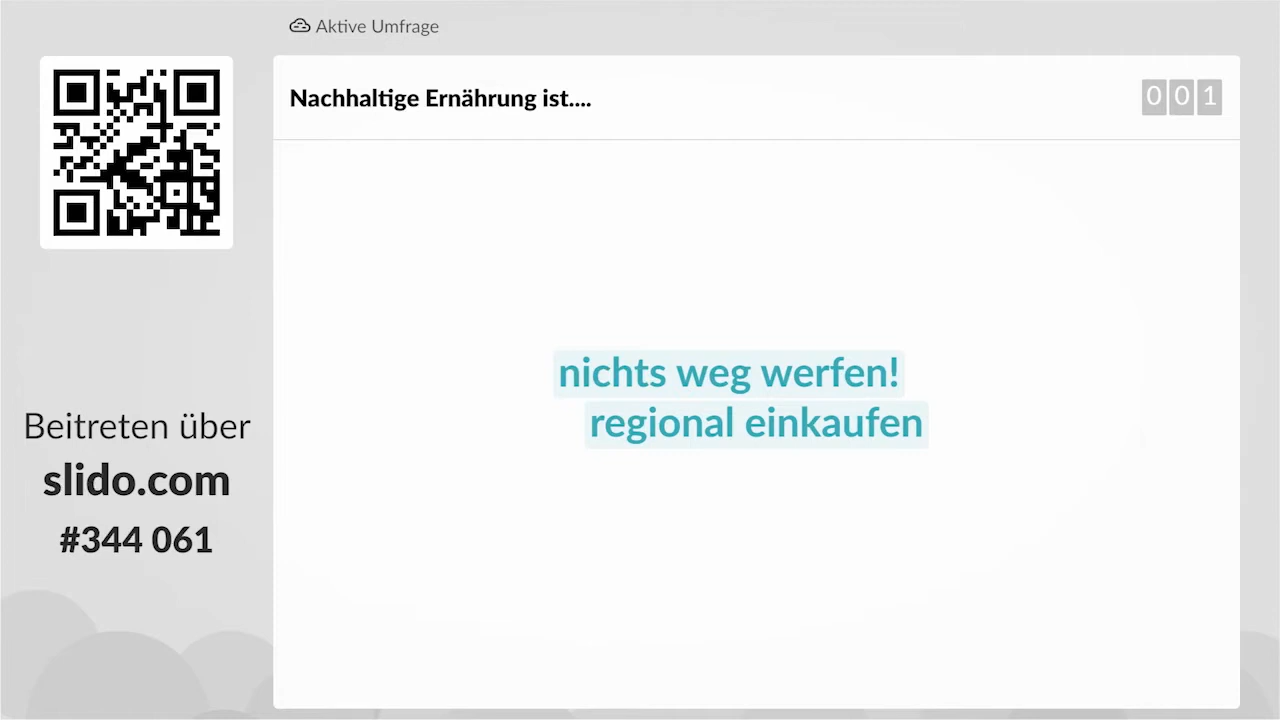 Aktive Umfrage
Nachhaltige Ernährung ist....
001
nichts weg werfen!
regional einkaufen
Beitreten über
slido.com
#344 061